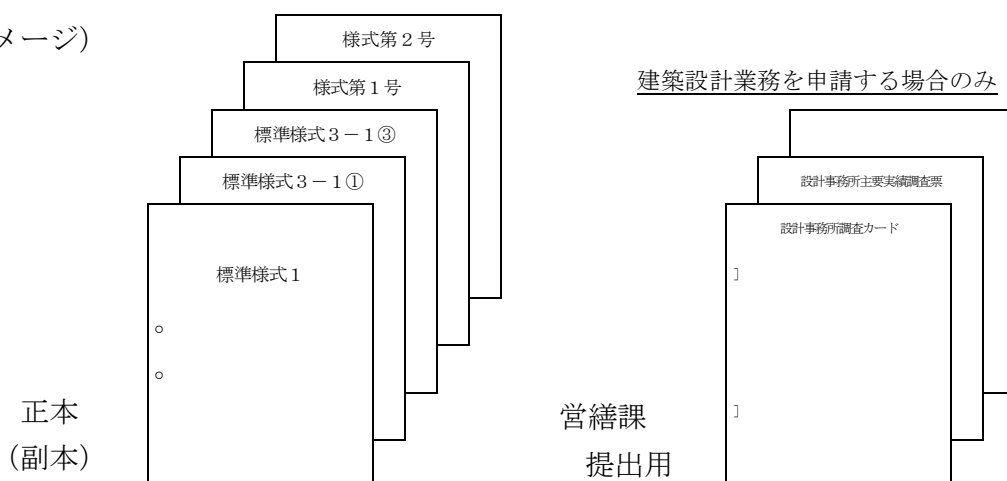 メージ)
様式第2号
様式第1号
標準様式3-1③
標準様式3-1①
標準様式1
○
○
正本
(副本)
建築設計業務を申請する場合のみ
設計事務所主要実績調査票
設計事務所調査カード
]
]
営繕課
提出用